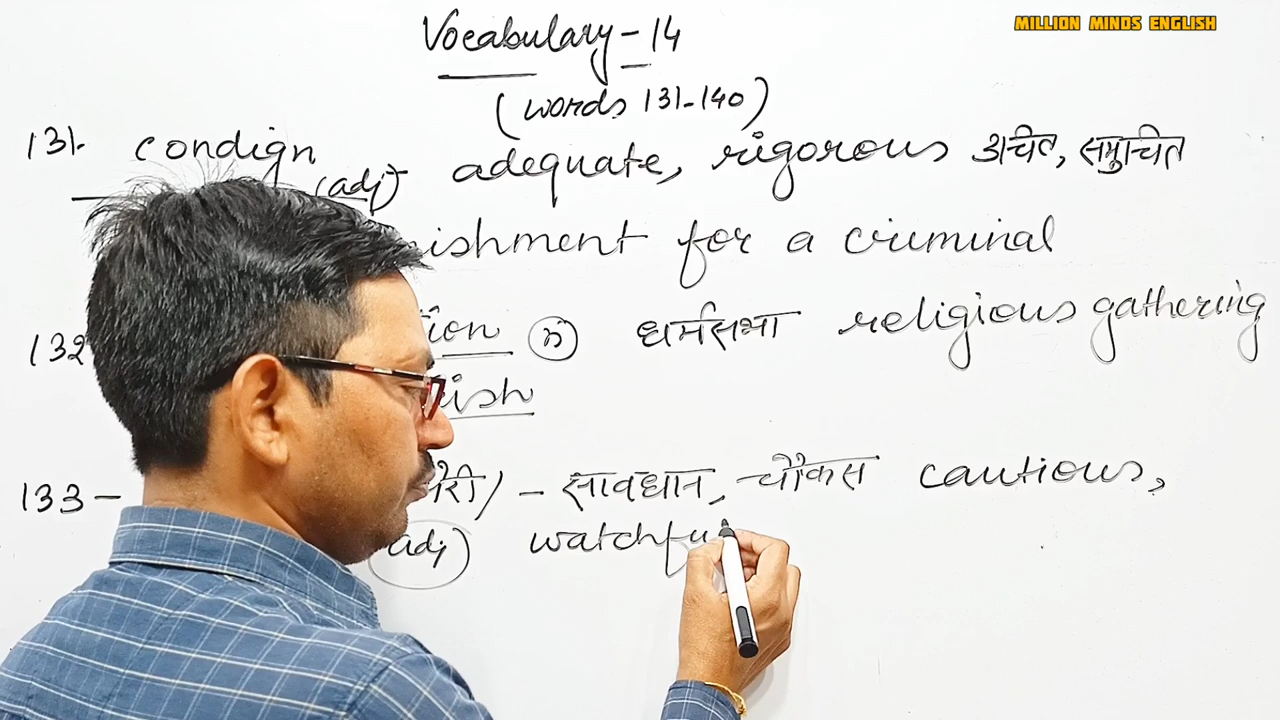 MILLION MINDS ENGLISH
Vocabulary-14
(words 131-140)
131. condign (adj) adequate, rigorous उचित, समुचित
ishment for a criminal
132 ion (n) धर्मसभा religious gathering
ish
133 - री) - सावधान, चौकस cautious,
adj) watchfu